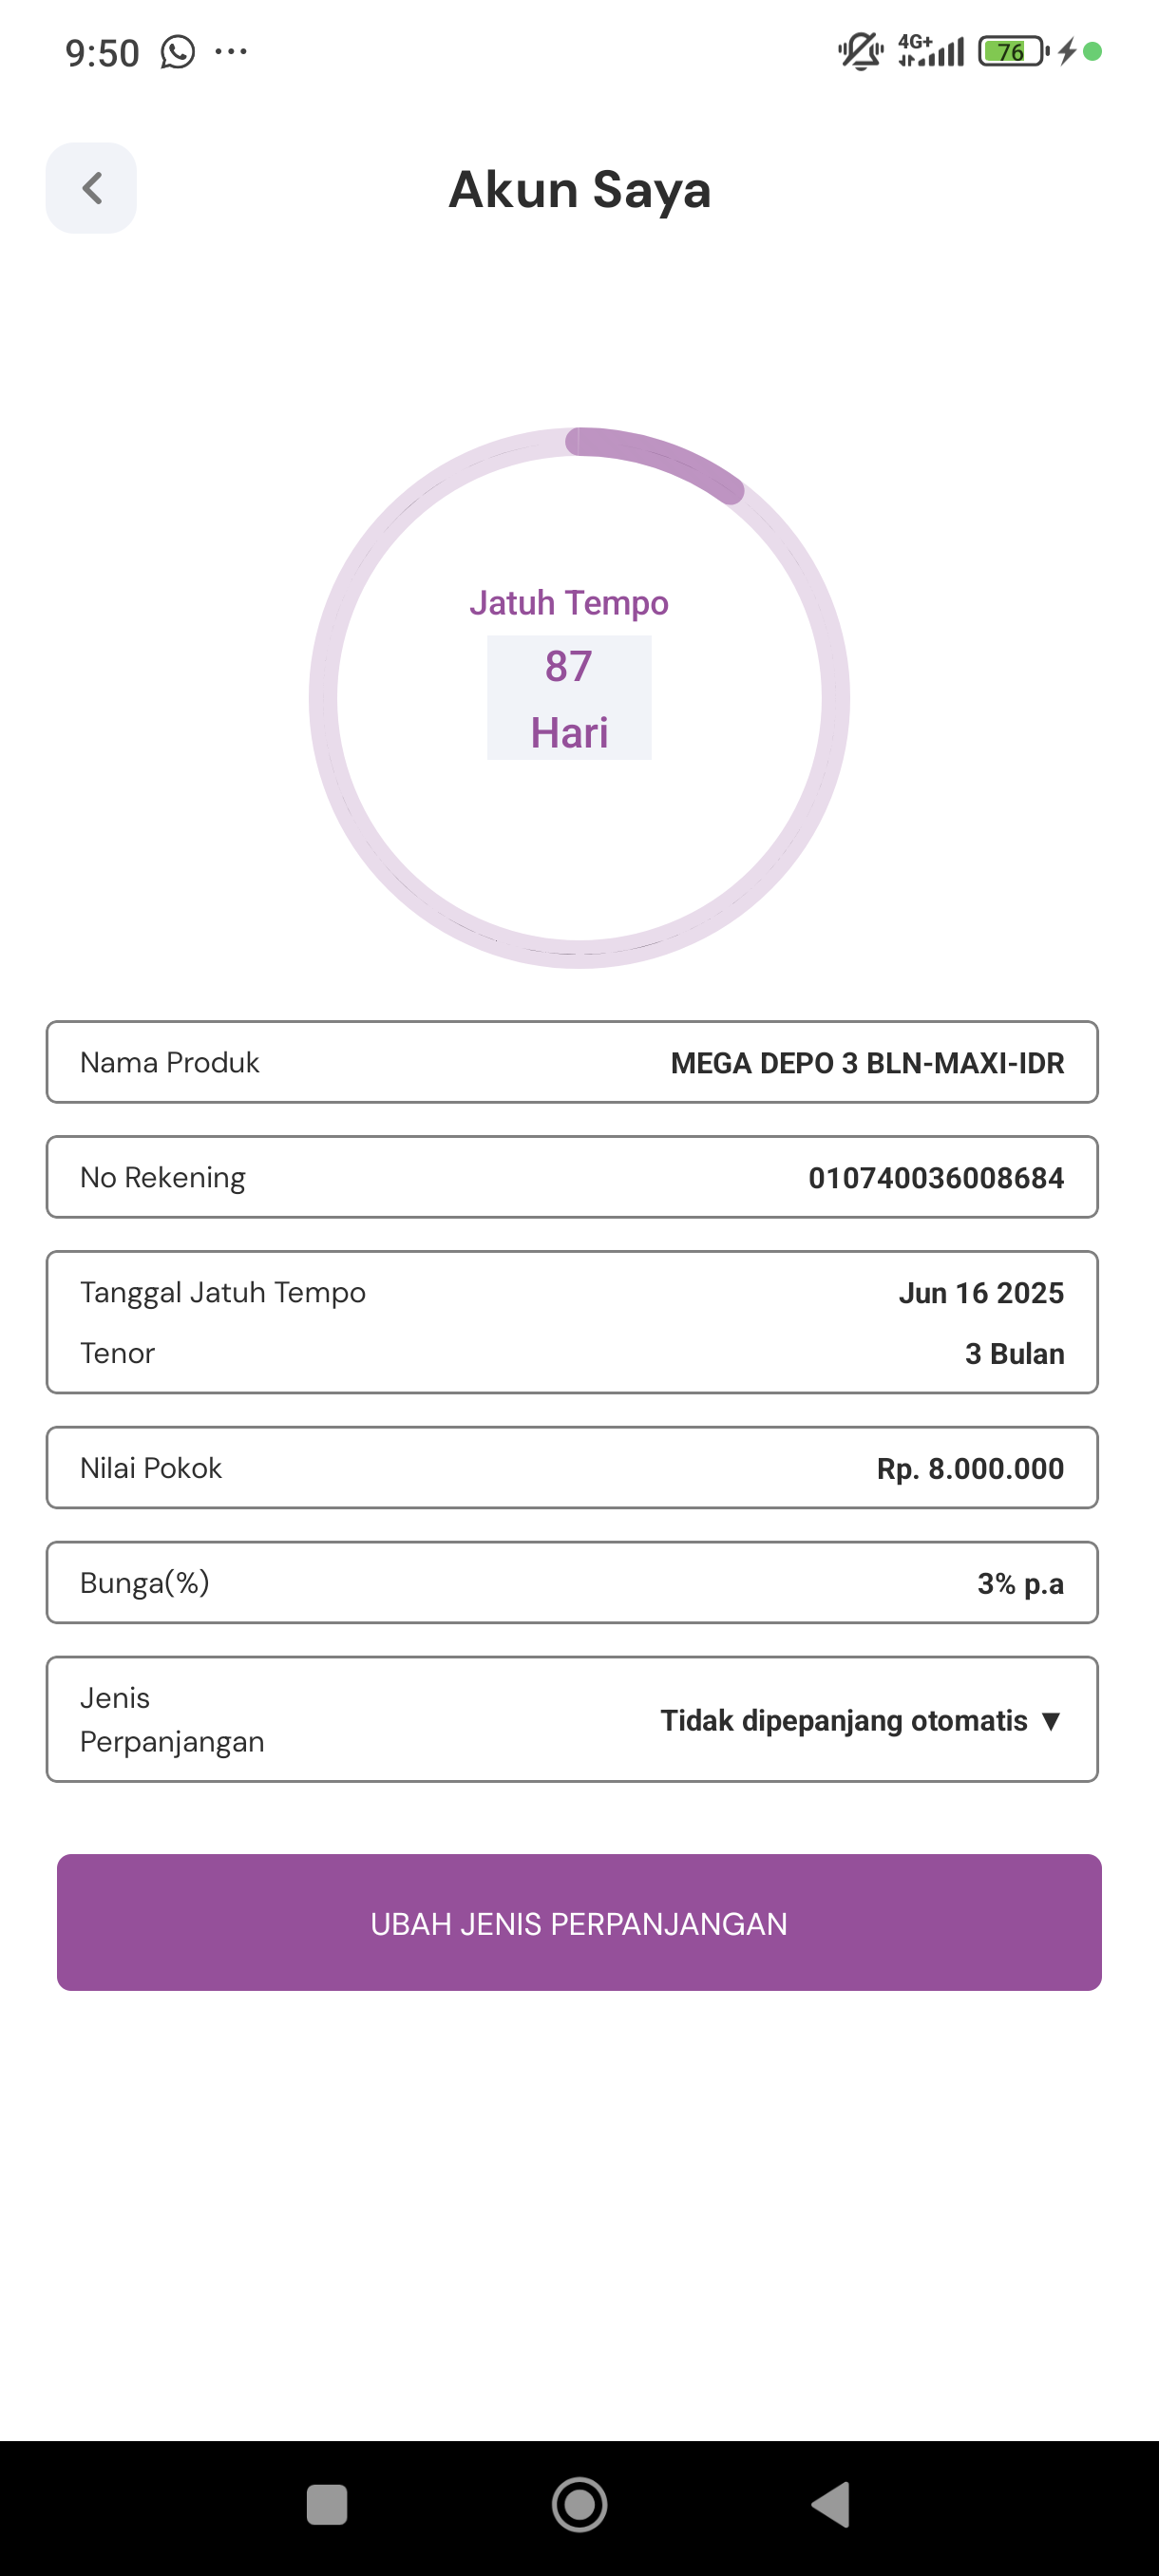 9:50
4G+
76
Akun Saya
Jatuh Tempo
87
Hari
Nama Produk MEGA DEPO 3 BLN-MAXI-IDR
No Rekening 010740036008684
Tanggal Jatuh Tempo Jun 16 2025
Tenor 3 Bulan
Nilai Pokok Rp. 8.000.000
Bunga(%) 3% p.a
Jenis
Perpanjangan
Tidak dipepanjang otomatis ▼
UBAH JENIS PERPANJANGAN